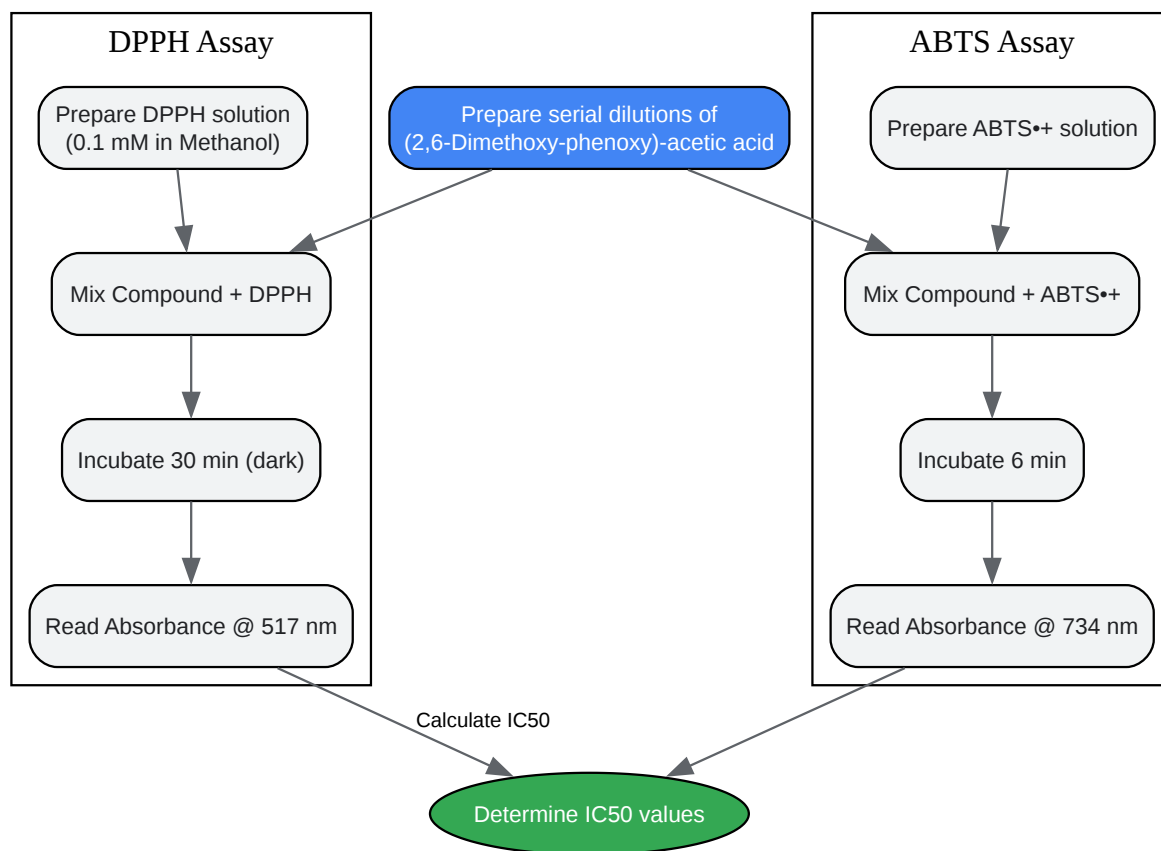 DPPH Assay
ABTS Assay
Prepare DPPH solution
(0.1 mM in Methanol)
Prepare serial dilutions of
(2,6-Dimethoxy-phenoxy)-acetic acid
Prepare ABTS•+ solution
Mix Compound + DPPH
Mix Compound + ABTS•+
Incubate 30 min (dark)
Incubate 6 min
Read Absorbance @ 517 nm
Read Absorbance @ 734 nm
Calculate IC50
Determine IC50 values